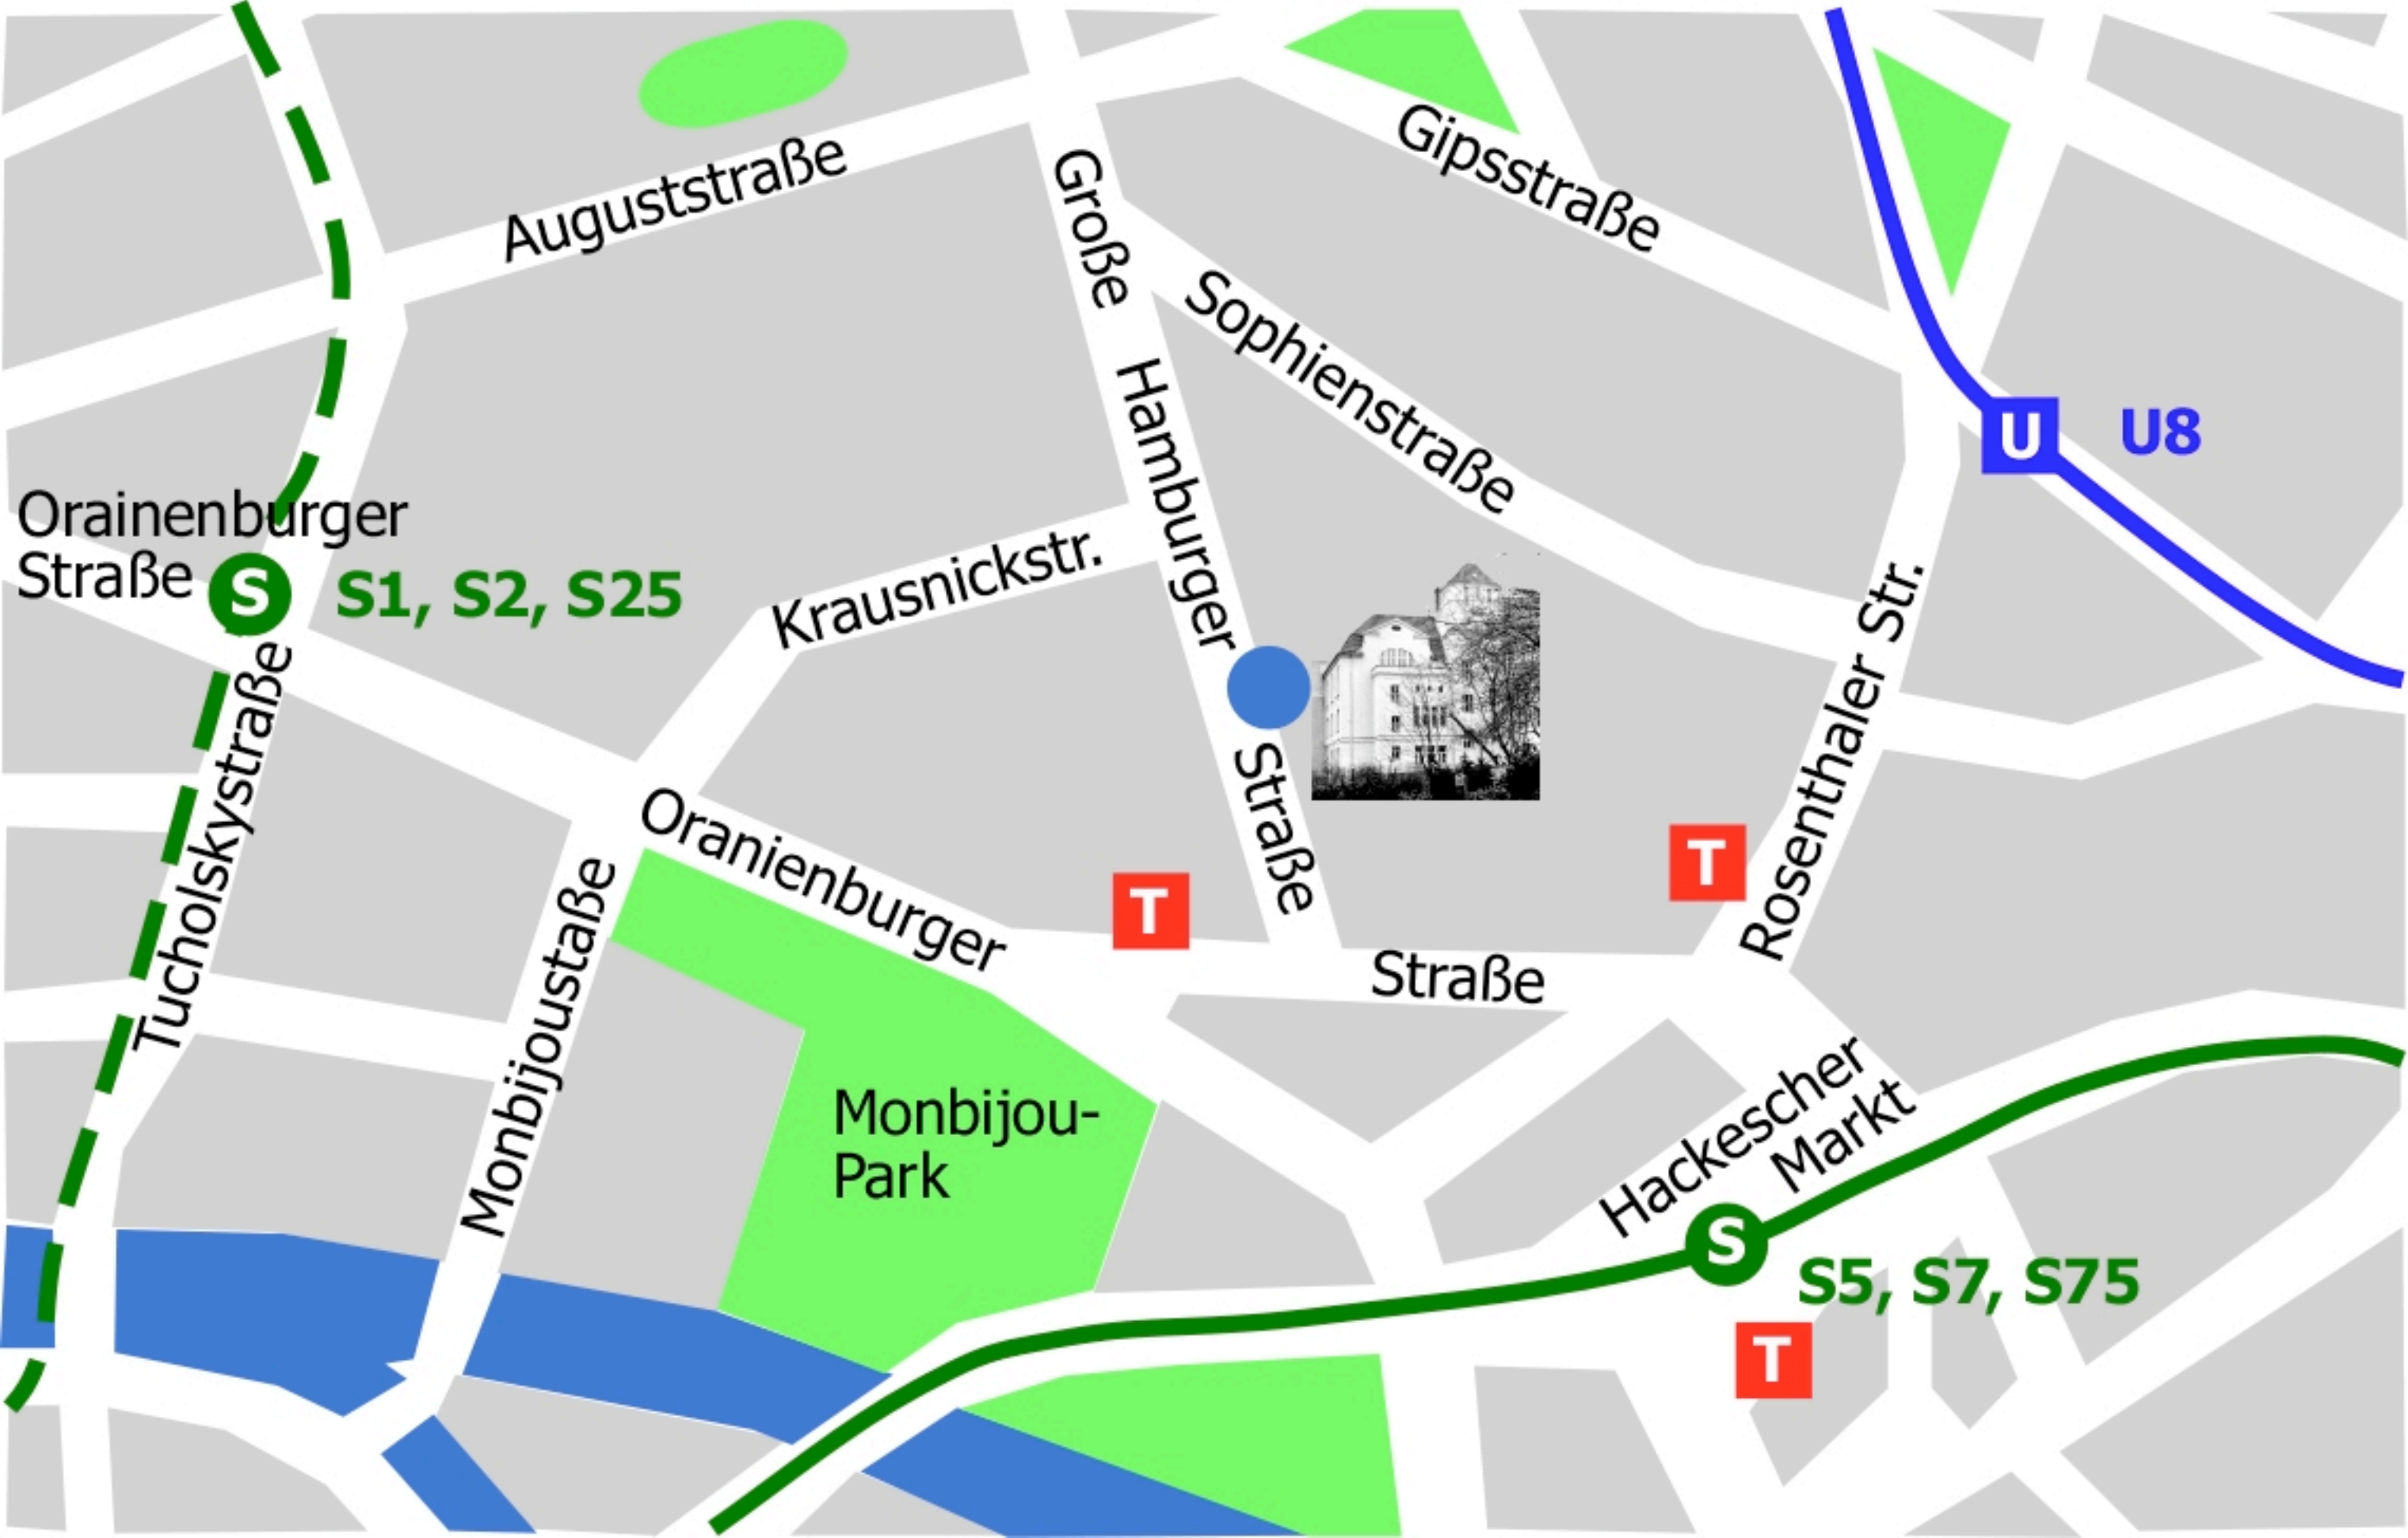 Auguststraße
Große Hamburger Straße
Gipsstraße
Sophienstraße
U
U8
Orainenburger
Straße
S
S1, S2, S25
Krausnickstr.
Rosenthaler Str.
Tucholskystraße
Oranienburger Straße
T
T
Monbijoustaße
Monbijou-
Park
Hackescher
Markt
S
S5, S7, S75
T